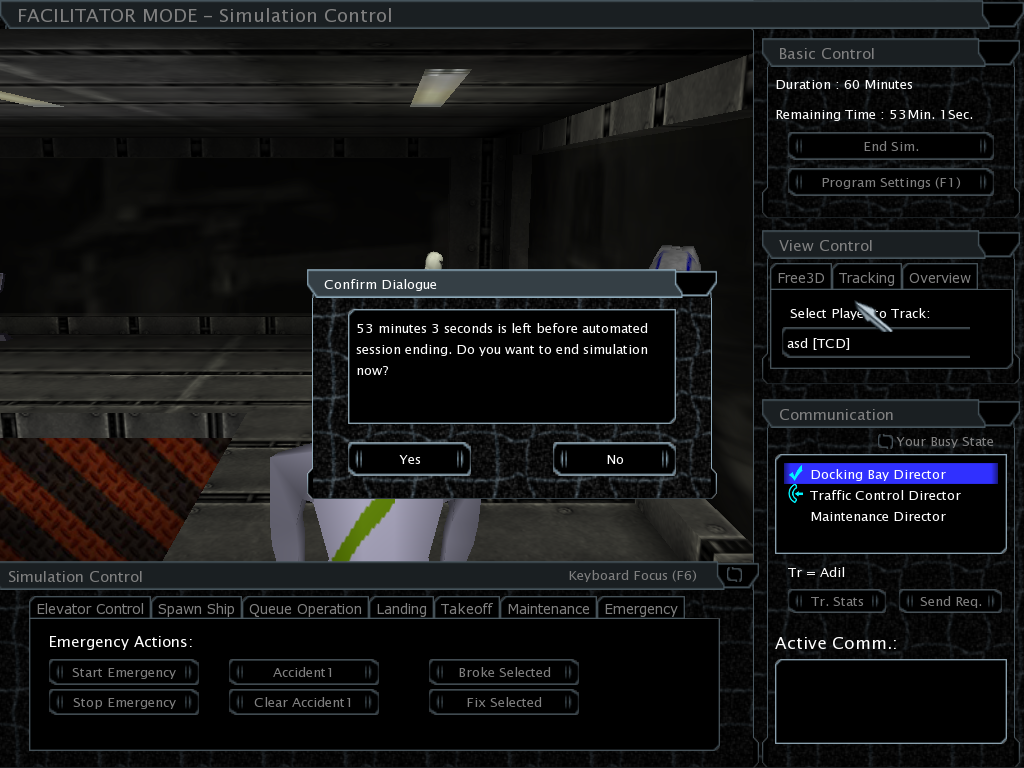 FACILITATOR MODE - Simulation Control
Basic Control
Duration : 60 Minutes
Remaining Time : 53Min. 1Sec.
End Sim.
Program Settings (F1)
View Control
Free3D
Tracking
Overview
Select Player to Track:
asd [TCD]
Confirm Dialogue
53 minutes 3 seconds is left before automated
session ending. Do you want to end simulation
now?
Yes
No
Communication
Your Busy State
Docking Bay Director
Traffic Control Director
Maintenance Director
Tr = Adil
Tr. Stats
Send Req.
Active Comm.:
Simulation Control
Keyboard Focus (F6)
Elevator Control
Spawn Ship
Queue Operation
Landing
Takeoff
Maintenance
Emergency
Emergency Actions:
Start Emergency
Accident1
Broke Selected
Stop Emergency
Clear Accident1
Fix Selected